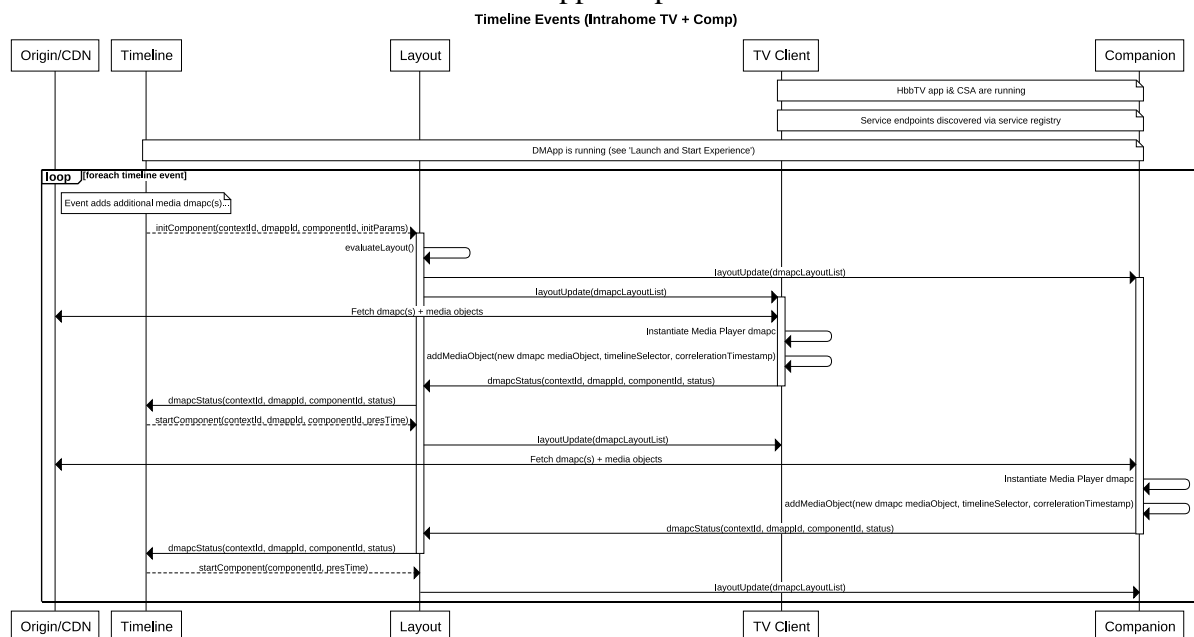 Timeline Events (Intrahome TV + Comp)
Origin/CDN
Timeline
Layout
TV Client
Companion
HbbTV app i& CSA are running
Service endpoints discovered via service registry
DMApp is running (see 'Launch and Start Experience')
loop
[foreach timeline event]
Event adds additional media dmapc(s)...
initComponent(contextId, dmappId, componentId, initParams)
evaluateLayout()
layoutUpdate(dmapcLayoutList)
layoutUpdate(dmapcLayoutList)
Fetch dmapc(s) + media objects
Instantiate Media Player dmapc
addMediaObject(new dmapc mediaObject, timelineSelector, correlerationTimestamp)
dmapcStatus(contextId, dmappId, componentId, status)
dmapcStatus(contextId, dmappId, componentId, status)
startComponent(contextId, dmappId, componentId, presTime)
layoutUpdate(dmapcLayoutList)
Fetch dmapc(s) + media objects
Instantiate Media Player dmapc
addMediaObject(new dmapc mediaObject, timelineSelector, correlerationTimestamp)
dmapcStatus(contextId, dmappId, componentId, status)
dmapcStatus(contextId, dmappId, componentId, status)
startComponent(componentId, presTime)
layoutUpdate(dmapcLayoutList)
Origin/CDN
Timeline
Layout
TV Client
Companion